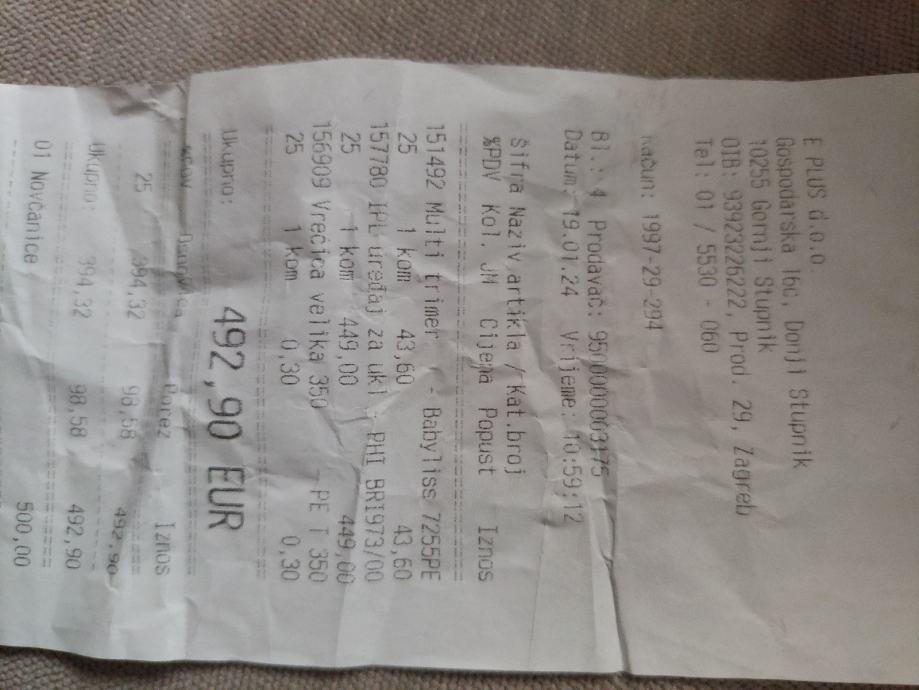 E PLUS d.o.o.
Gospodarska 16c, Donji Stupnik
10255 Gornji Stupnik
OIB: 93923226222, Prod. 29, Zagreb
Tel: 01 / 5530 - 060
račun: 1997-29-294
Bl.: 4 Prodavač: 9500000003175
Datum: 19.01.24 Vrijeme: 10:59:12
Šifra Naziv artikla / Kat.broj
%PDV Kol. JM Cijena Popust Iznos
151492 Multi trimer - Babyliss 7255PE
25 1 kom 43,60 43,60
157780 IPL uređaj za ukl - PHI BRI973/00
25 1 kom 449,00 449,00
156909 Vrećica velika 350 PE T 350
25 1 kom 0,30 0,30
Ukupno: 492,90 EUR
Porez Iznos
25 394,32 98,58 492,90
Ukupno 394,32 98,58 492,90
01 Novčanice 500,00